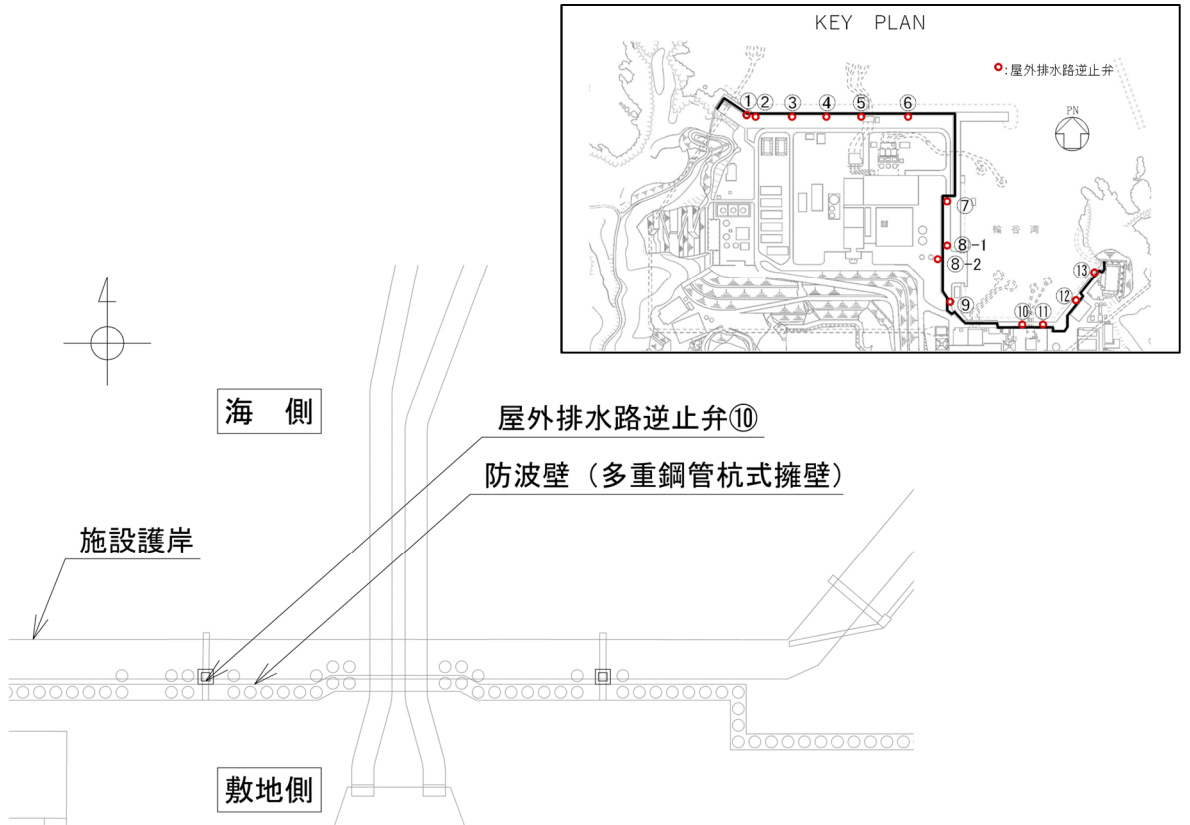 KEY PLAN
:屋外排水路逆止弁
① ② ③ ④ ⑤ ⑥
PN
⑦
輪谷湾
⑧-1
⑧-2
⑬
⑨
⑫
⑩ ⑪
海 側
屋外排水路逆止弁⑩
防波壁(多重鋼管杭式擁壁)
施設護岸
敷地側